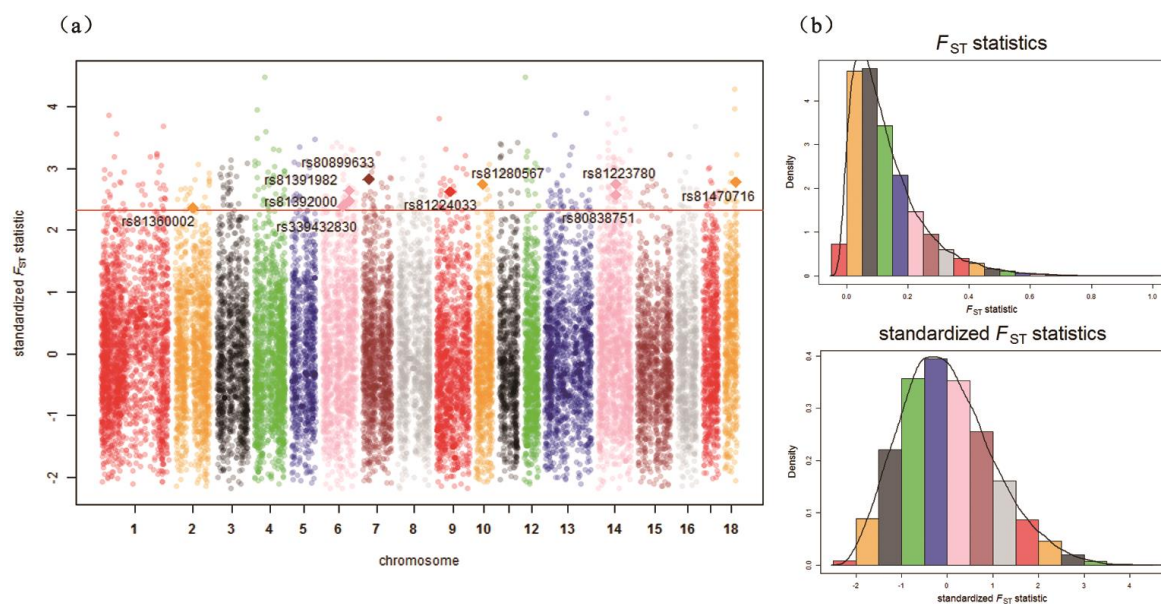 (a)
standardized FST statistic
4
3
2
1
0
-1
-2
rs80899633
rs81391982
rs81392000
rs81360002
rs339432830
rs81280567
rs81224033
rs81223780
rs80838751
rs81470716
1 2 3 4 5 6 7 8 9 10 12 13 14 15 16 18
chromosome
(b)
FST statistics
Density
4
3
2
1
0
0.0 0.2 0.4 0.6 0.8 1.0
FST statistic
standardized FST statistics
Density
0.4
0.3
0.2
0.1
0.0
-2 -1 0 1 2 3 4
standardized FST statistic